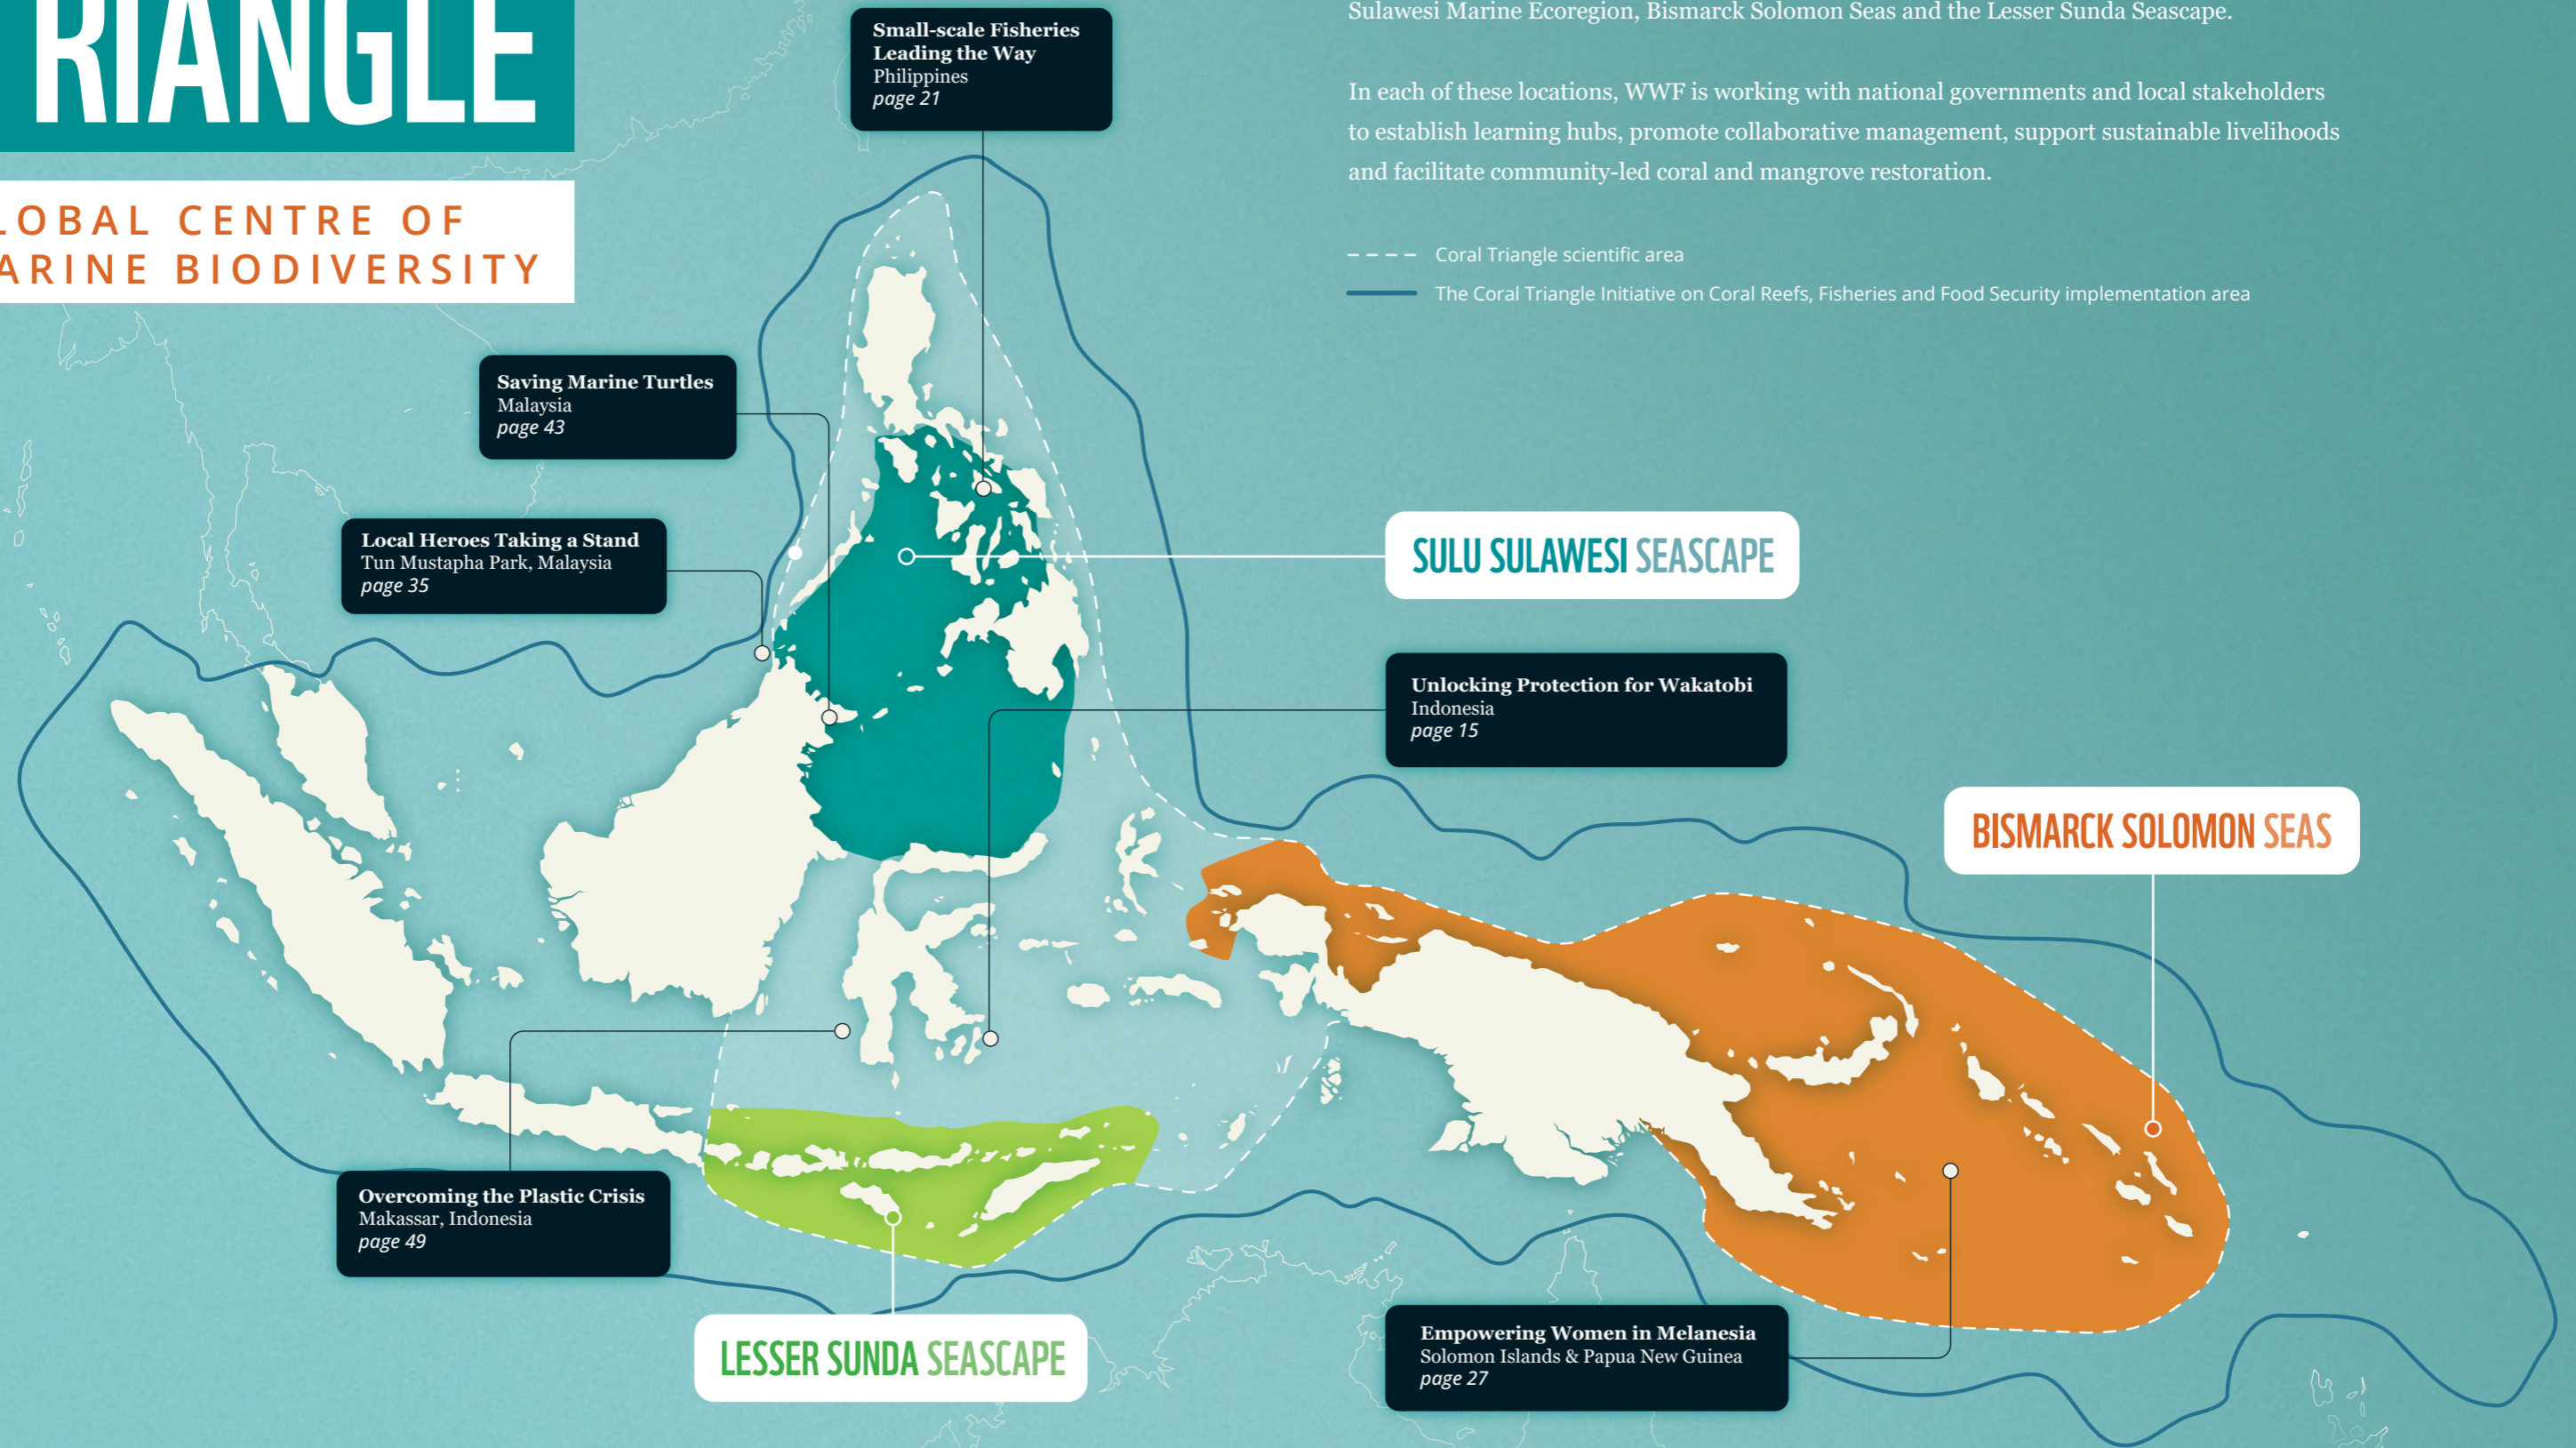 RIANGLE
LOBAL CENTRE OF
ARINE BIODIVERSITY
Sulawesi Marine Ecoregion, Bismarck Solomon Seas and the Lesser Sunda Seascape.
In each of these locations, WWF is working with national governments and local stakeholders
to establish learning hubs, promote collaborative management, support sustainable livelihoods
and facilitate community-led coral and mangrove restoration.
Coral Triangle scientific area
The Coral Triangle Initiative on Coral Reefs, Fisheries and Food Security implementation area
Small-scale Fisheries
Leading the Way
Philippines
page 21
Saving Marine Turtles
Malaysia
page 43
Local Heroes Taking a Stand
Tun Mustapha Park, Malaysia
page 35
SULU SULAWESI SEASCAPE
Unlocking Protection for Wakatobi
Indonesia
page 15
BISMARCK SOLOMON SEAS
Overcoming the Plastic Crisis
Makassar, Indonesia
page 49
LESSER SUNDA SEASCAPE
Empowering Women in Melanesia
Solomon Islands & Papua New Guinea
page 27